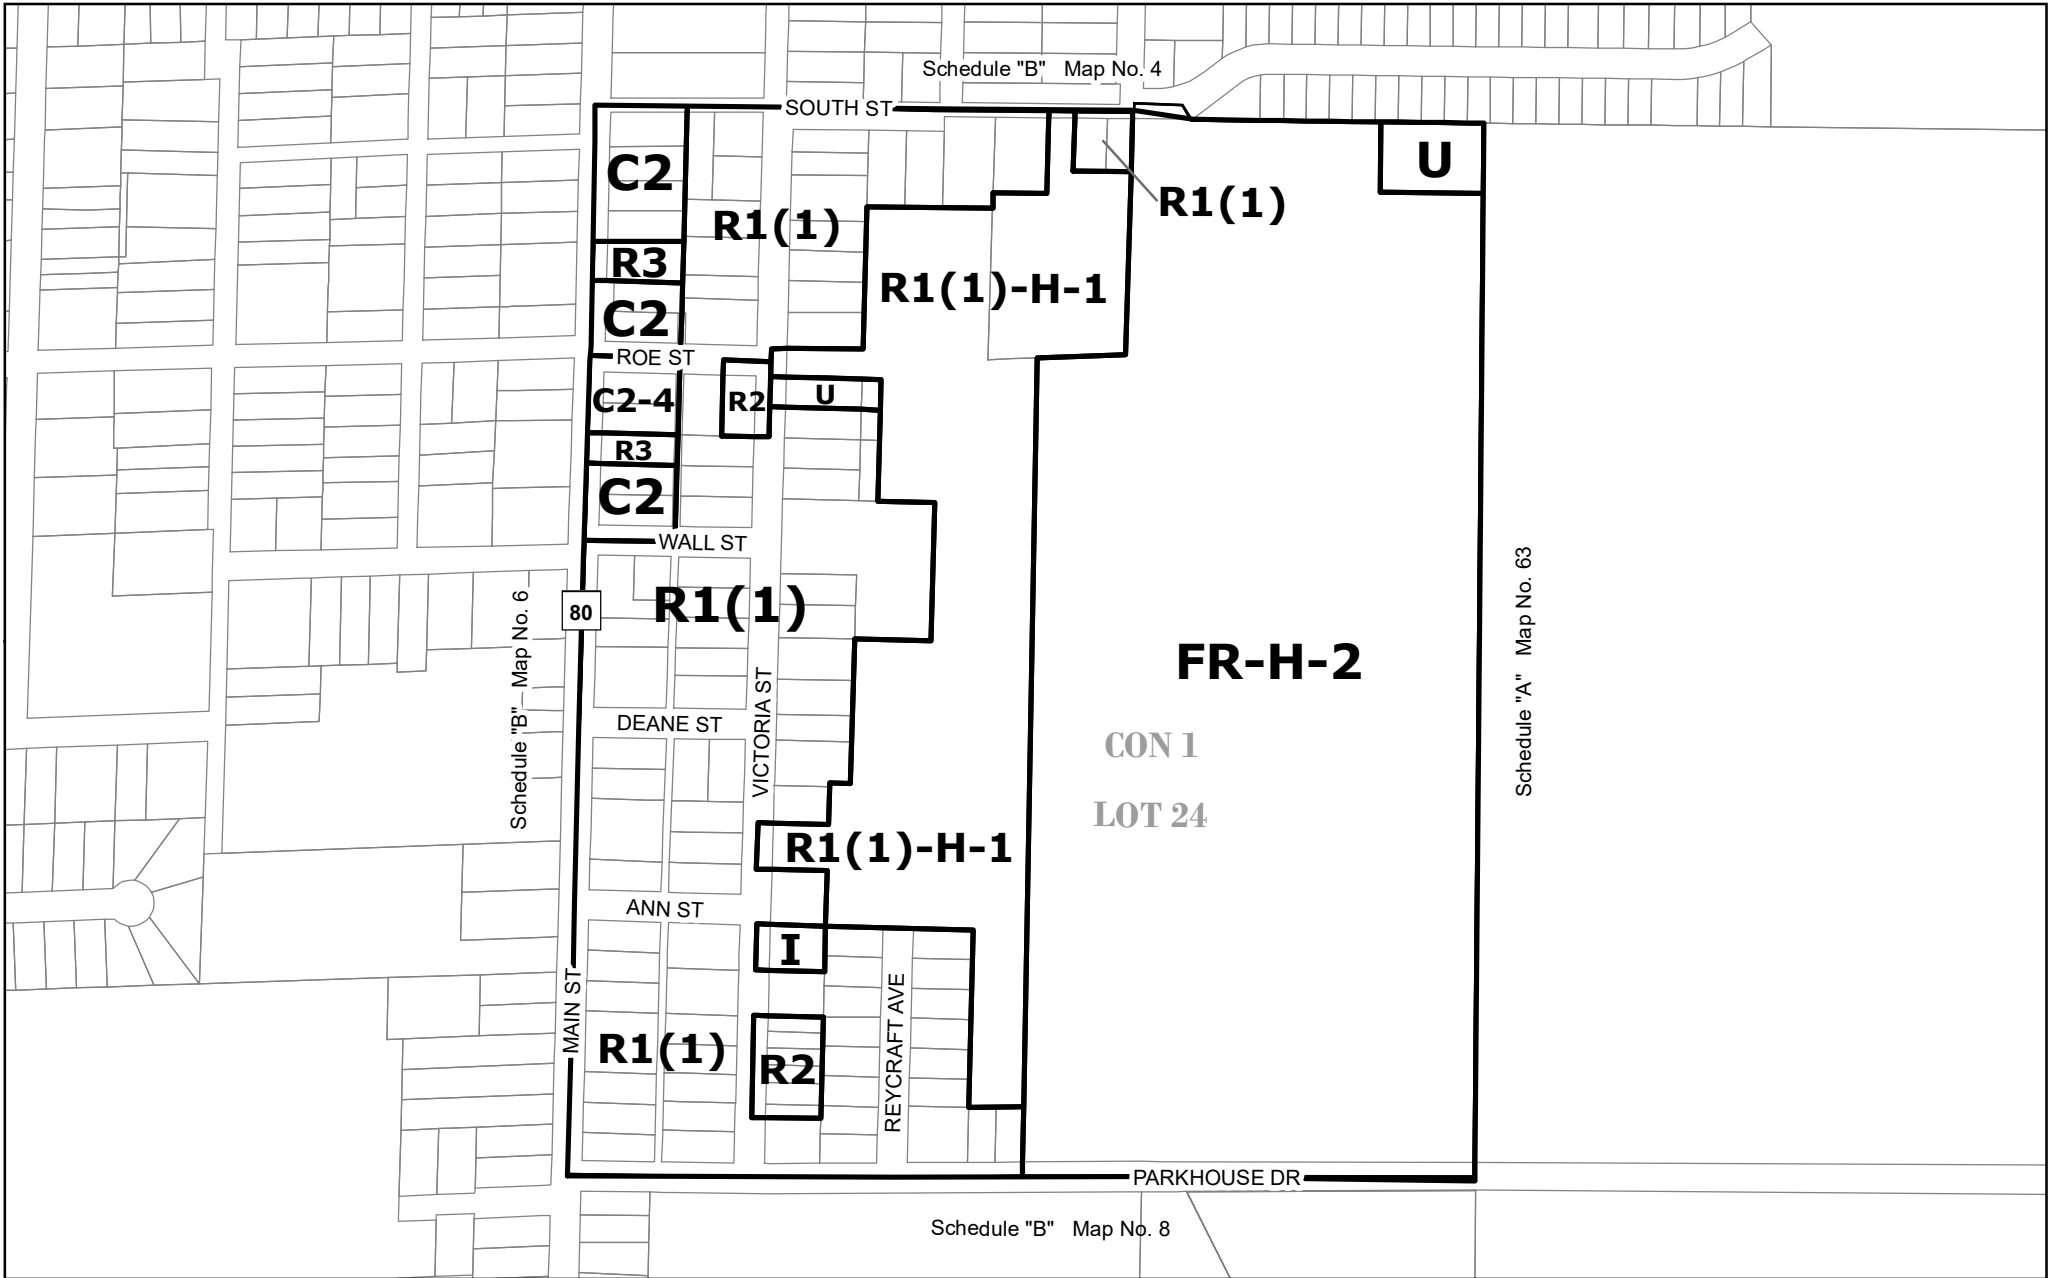 Schedule "B" Map No. 4
SOUTH ST
C2
U
R1(1)
R1(1)
R3
R1(1)-H-1
C2
ROE ST
C2-4
R2
U
R3
C2
WALL ST
R1(1)
80
Schedule "B" Map No. 6
Schedule "A" Map No. 63
FR-H-2
VICTORIA ST
DEANE ST
CON 1
LOT 24
R1(1)-H-1
ANN ST
I
MAIN ST
REYCRAFT AVE
R1(1)
R2
PARKHOUSE DR
Schedule "B" Map No. 8